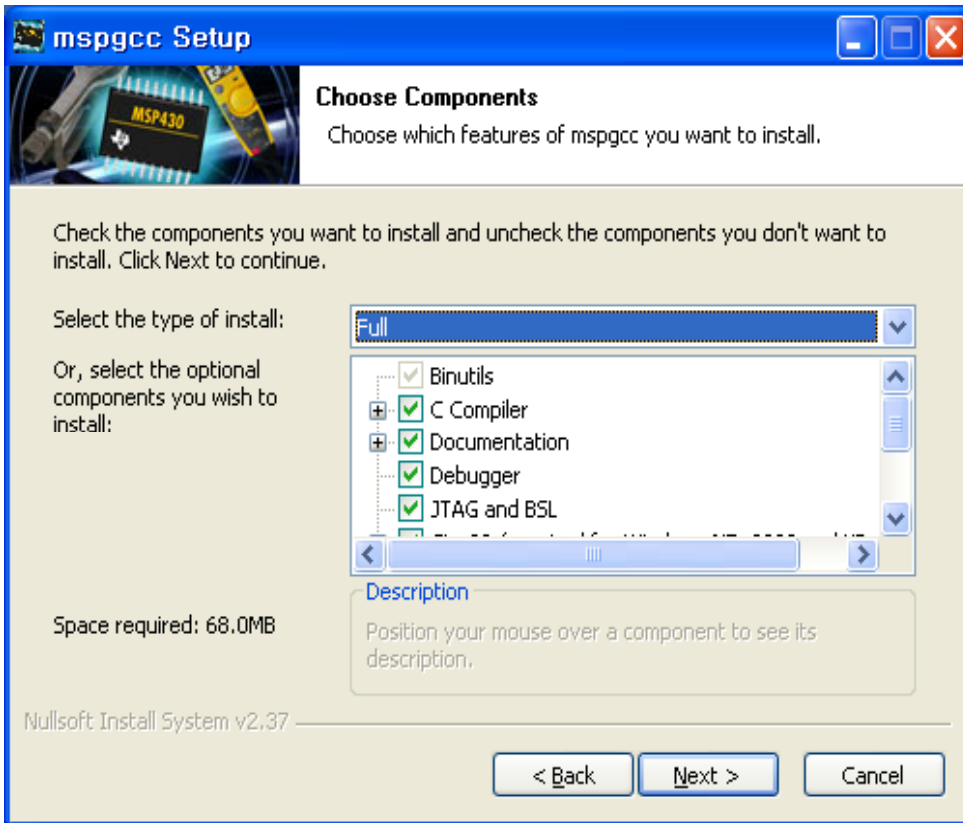 mspgcc Setup
MSP430
Choose Components
Choose which features of mspgcc you want to install.
Check the components you want to install and uncheck the components you don't want to
install. Click Next to continue.
Select the type of install:
Full
Or, select the optional
components you wish to
install:
Binutils
C Compiler
Documentation
Debugger
JTAG and BSL
Space required: 68.0MB
Description
Position your mouse over a component to see its
description.
Nullsoft Install System v2.37
< Back
Next >
Cancel